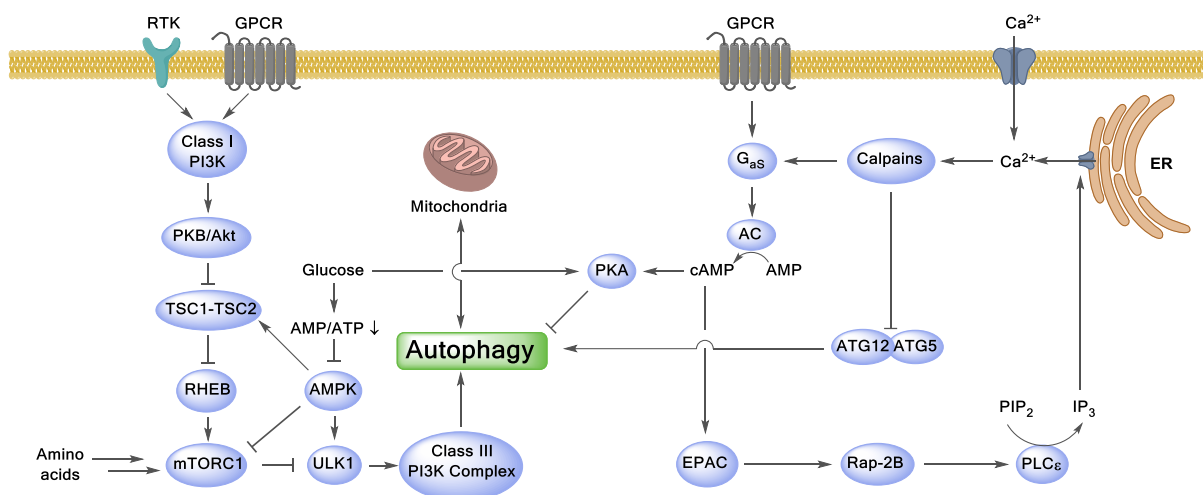 RTK
GPCR
GPCR
Ca²⁺
Class I
PI3K
GaS
Calpains
Ca²⁺
ER
Mitochondria
PKB/Akt
AC
Glucose
PKA
cAMP
AMP
TSC1-TSC2
AMP/ATP ↓
Autophagy
ATG12
ATG5
RHEB
AMPK
PIP₂
IP₃
Amino
acids
mTORC1
ULK1
Class III
PI3K Complex
EPAC
Rap-2B
PLCε